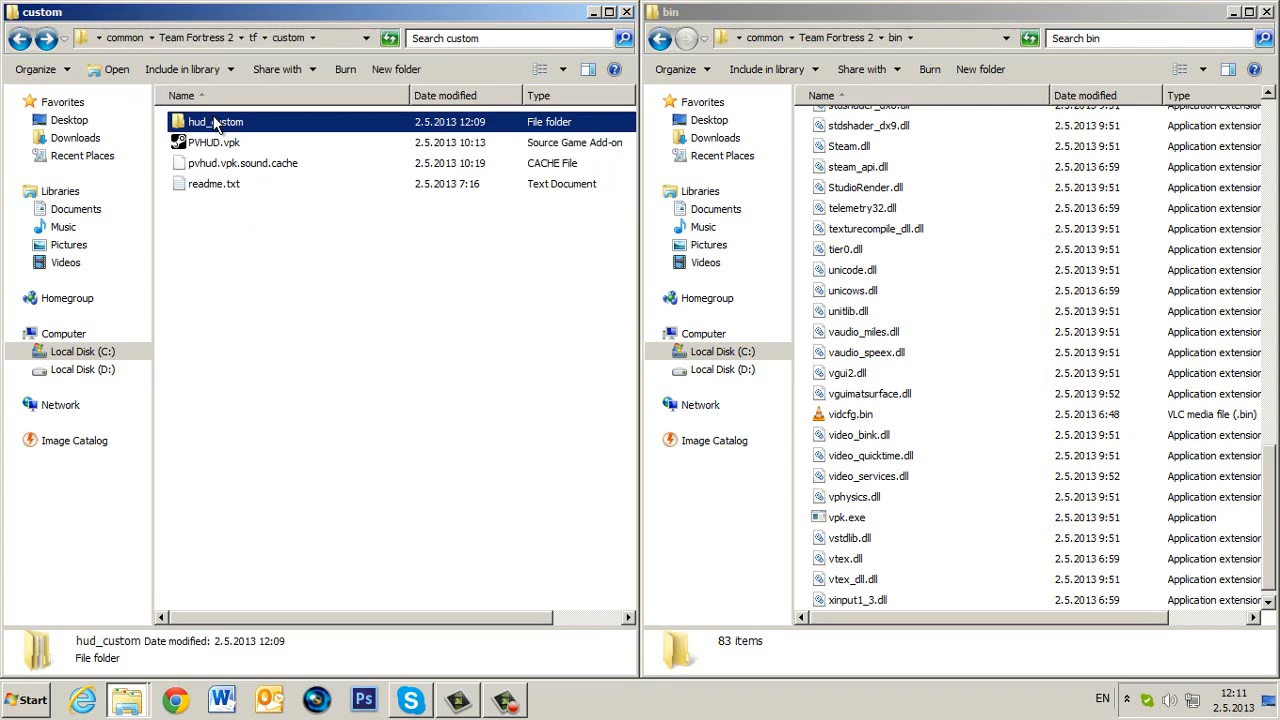 custom
common
Team Fortress 2
tf
custom
Search custom
Organize
Open
Include in library
Share with
Burn
New folder
Favorites
Desktop
Downloads
Recent Places
Libraries
Documents
Music
Pictures
Videos
Homegroup
Computer
Local Disk (C:)
Local Disk (D:)
Network
Image Catalog
Name Date modified Type
hud_custom 2.5.2013 12:09 File folder
PVHUD.vpk 2.5.2013 10:13 Source Game Add-on
pvhud.vpk.sound.cache 2.5.2013 10:19 CACHE File
readme.txt 2.5.2013 7:16 Text Document
hud_custom Date modified: 2.5.2013 12:09
File folder
bin
common
Team Fortress 2
bin
Search bin
Organize
Include in library
Share with
Burn
New folder
Favorites
Desktop
Downloads
Recent Places
Libraries
Documents
Music
Pictures
Videos
Homegroup
Computer
Local Disk (C:)
Local Disk (D:)
Network
Image Catalog
Name Date modified Type
stdshader_dx8.dll 2.5.2013 9:51 Application extension
stdshader_dx9.dll 2.5.2013 9:51 Application extension
Steam.dll 2.5.2013 9:51 Application extension
steam_api.dll 2.5.2013 6:59 Application extension
StudioRender.dll 2.5.2013 9:51 Application extension
telemetry32.dll 2.5.2013 6:59 Application extension
texturecompile_dll.dll 2.5.2013 9:51 Application extension
tier0.dll 2.5.2013 9:51 Application extension
unicode.dll 2.5.2013 9:51 Application extension
unicows.dll 2.5.2013 6:59 Application extension
unitlib.dll 2.5.2013 9:51 Application extension
vaudio_miles.dll 2.5.2013 9:51 Application extension
vaudio_speex.dll 2.5.2013 9:51 Application extension
vgui2.dll 2.5.2013 9:51 Application extension
vguimatsurface.dll 2.5.2013 9:52 Application extension
vidcfg.bin 2.5.2013 6:48 VLC media file (.bin)
video_bink.dll 2.5.2013 9:51 Application extension
video_quicktime.dll 2.5.2013 9:51 Application extension
video_services.dll 2.5.2013 9:52 Application extension
vphysics.dll 2.5.2013 9:51 Application extension
vpk.exe 2.5.2013 9:51 Application
vstdlib.dll 2.5.2013 9:51 Application extension
vtex.dll 2.5.2013 6:59 Application extension
vtex_dll.dll 2.5.2013 9:51 Application extension
xinput1_3.dll 2.5.2013 6:59 Application extension
83 items
Start
Ps
EN
12:11
2.5.2013